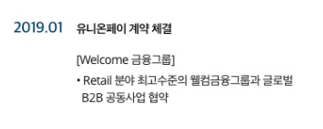 2019.01 유니온페이 계약 체결
[Welcome 금융그룹]
• Retail 분야 최고수준의 웰컴금융그룹과 글로벌
B2B 공동사업 협약